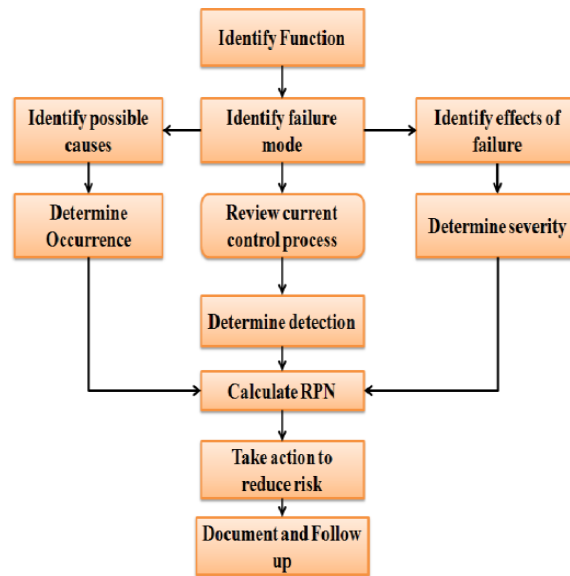 Identify Function
Identify possible
causes
Identify failure
mode
Identify effects of
failure
Determine
Occurrence
Review current
control process
Determine severity
Determine detection
Calculate RPN
Take action to
reduce risk
Document and Follow
up